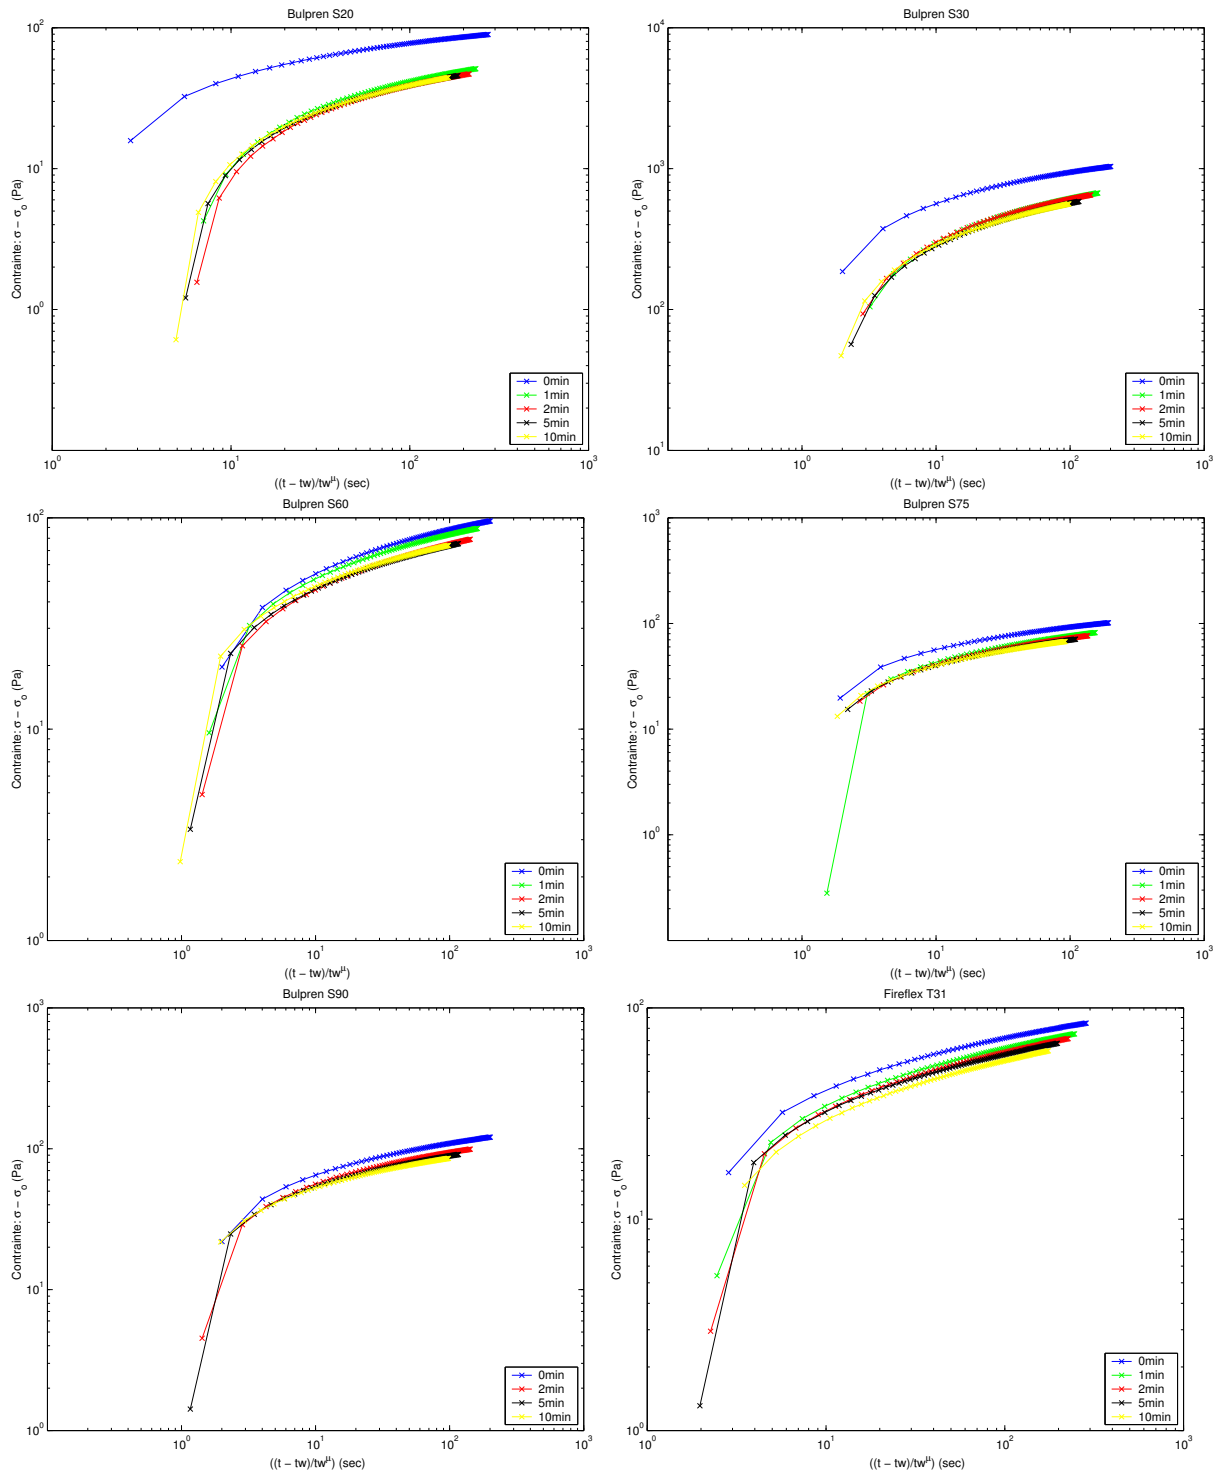 Bulpren S20
Contrainte: σ − σo (Pa)
10^2
10^1
10^0
0min
1min
2min
5min
10min
10^0 10^1 10^2 10^3
((t − tw)/tw^μ) (sec)
Bulpren S30
Contrainte: σ − σo (Pa)
10^4
10^3
10^2
10^1
0min
1min
2min
5min
10min
10^0 10^1 10^2 10^3
((t − tw)/tw^μ) (sec)
Bulpren S60
Contrainte: σ − σo (Pa)
10^2
10^1
10^0
0min
1min
2min
5min
10min
10^0 10^1 10^2 10^3
((t − tw)/tw^μ)
Bulpren S75
Contrainte: σ − σo (Pa)
10^3
10^2
10^1
10^0
0min
1min
2min
5min
10min
10^0 10^1 10^2 10^3
((t − tw)/tw^μ) (sec)
Bulpren S90
Contrainte: σ − σo (Pa)
10^3
10^2
10^1
10^0
0min
2min
5min
10min
10^0 10^1 10^2 10^3
((t − tw)/tw^μ) (sec)
Fireflex T31
Contrainte: σ − σo (Pa)
10^2
10^1
10^0
0min
1min
2min
5min
10min
10^0 10^1 10^2 10^3
((t − tw)/tw^μ) (sec)